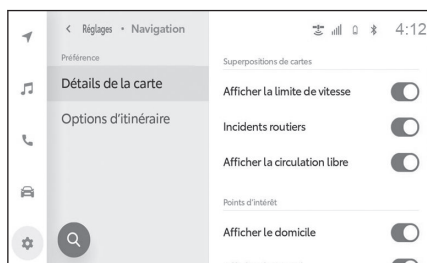 Réglages • Navigation
4:12
Préférence
Détails de la carte
Options d'itinéraire
Superpositions de cartes
Afficher la limite de vitesse
Incidents routiers
Afficher la circulation libre
Points d'intérêt
Afficher le domicile